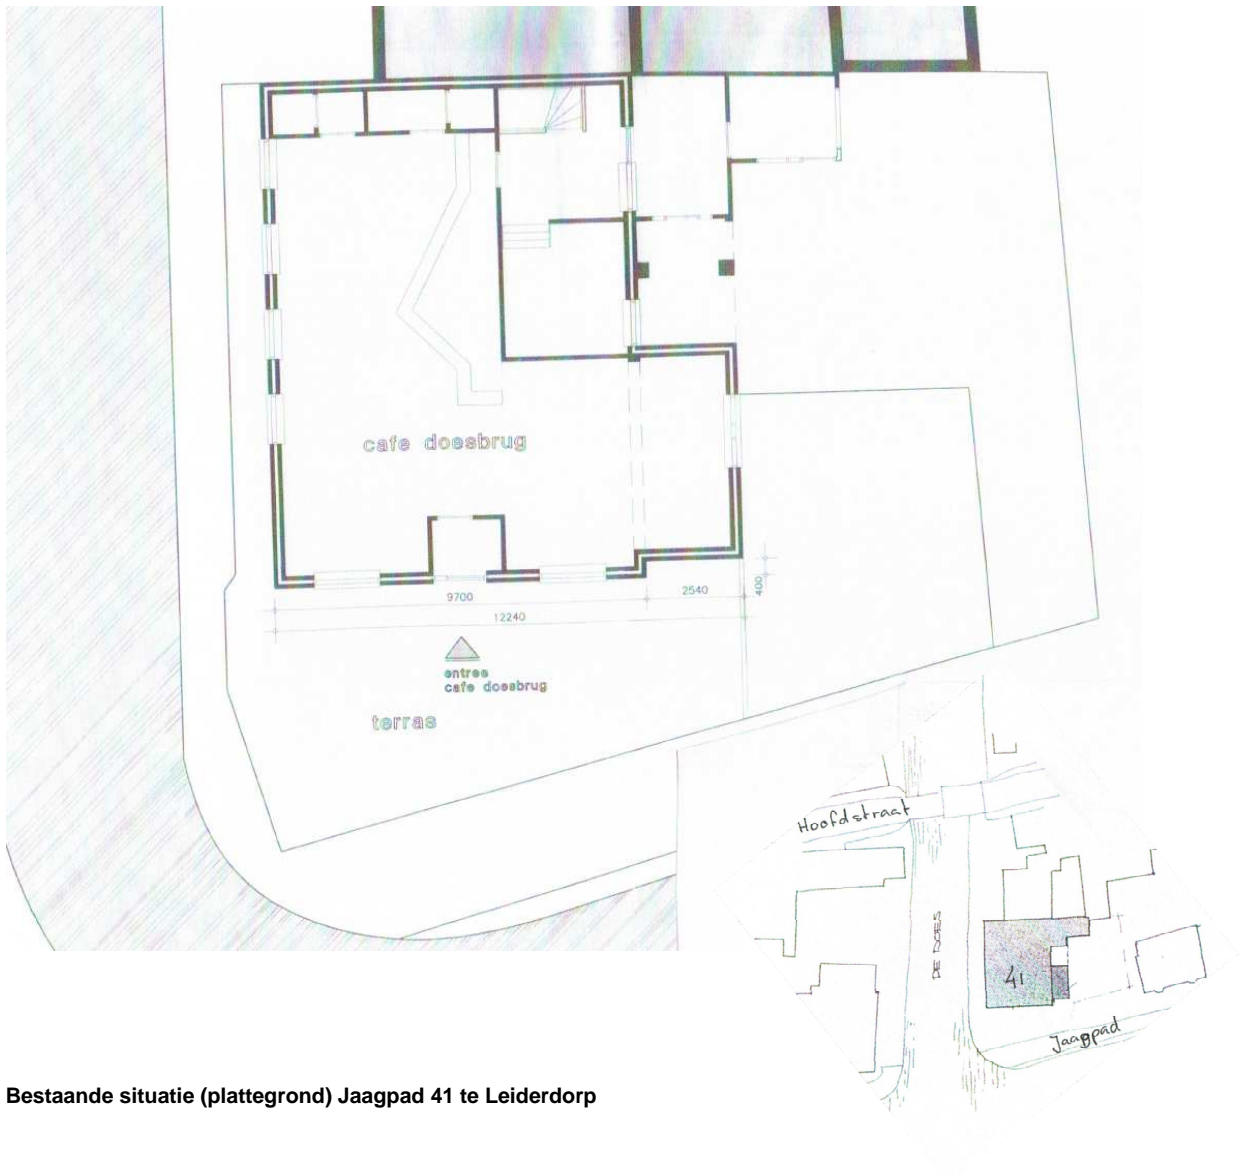 cafe doesbrug
9700
2540
400
12240
entree
cafe doesbrug
terras
Hoofdstraat
DE DOES
41
Jaagpad
Bestaande situatie (plattegrond) Jaagpad 41 te Leiderdorp